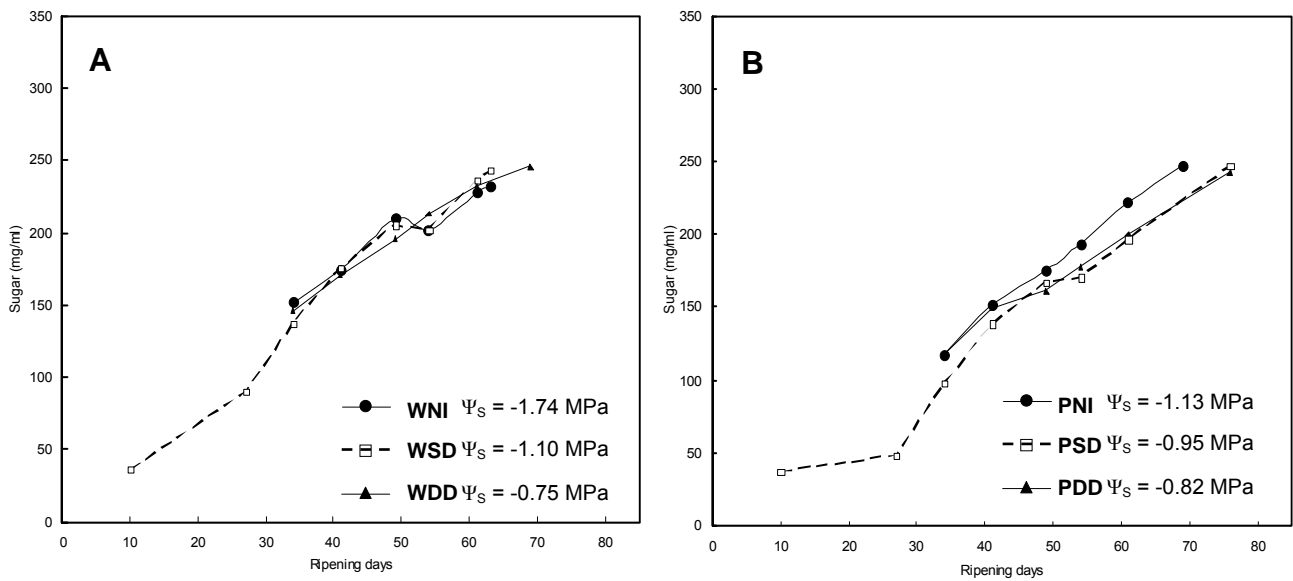 A
350
300
250
200
150
100
50
0
Sugar (mg/ml)
WNI ΨS = -1.74 MPa
WSD ΨS = -1.10 MPa
WDD ΨS = -0.75 MPa
0 10 20 30 40 50 60 70 80
Ripening days
B
350
300
250
200
150
100
50
0
Sugar (mg/ml)
PNI ΨS = -1.13 MPa
PSD ΨS = -0.95 MPa
PDD ΨS = -0.82 MPa
0 10 20 30 40 50 60 70 80
Ripening days